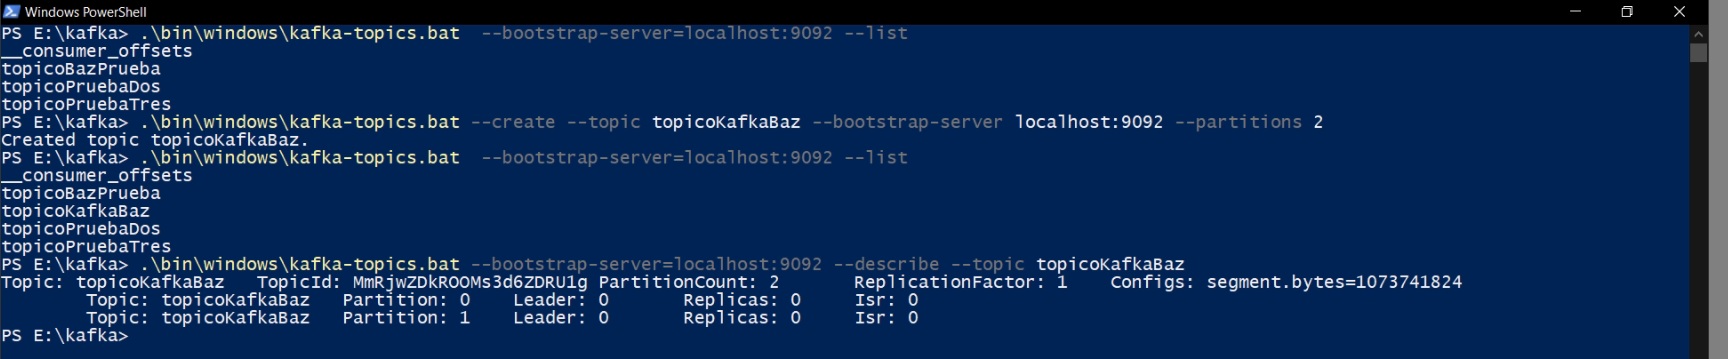 Windows PowerShell
PS E:\kafka> .\bin\windows\kafka-topics.bat  --bootstrap-server=localhost:9092 --list
__consumer_offsets
topicoBazPrueba
topicoPruebaDos
topicoPruebaTres
PS E:\kafka> .\bin\windows\kafka-topics.bat --create --topic topicoKafkaBaz --bootstrap-server localhost:9092 --partitions 2
Created topic topicoKafkaBaz.
PS E:\kafka> .\bin\windows\kafka-topics.bat  --bootstrap-server=localhost:9092 --list
__consumer_offsets
topicoBazPrueba
topicoKafkaBaz
topicoPruebaDos
topicoPruebaTres
PS E:\kafka> .\bin\windows\kafka-topics.bat --bootstrap-server=localhost:9092 --describe --topic topicoKafkaBaz
Topic: topicoKafkaBaz   TopicId: MmRjwZDkROOMs3d6ZDRU1g PartitionCount: 2       ReplicationFactor: 1    Configs: segment.bytes=1073741824
        Topic: topicoKafkaBaz   Partition: 0    Leader: 0       Replicas: 0     Isr: 0
        Topic: topicoKafkaBaz   Partition: 1    Leader: 0       Replicas: 0     Isr: 0
PS E:\kafka>